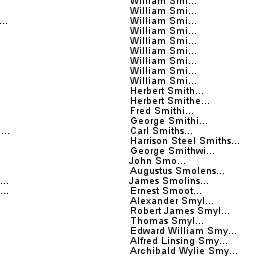 William Smi...
William Smi...
... William Smi...
William Smi...
William Smi...
William Smi...
William Smi...
William Smi...
William Smi...
Herbert Smith...
Herbert Smithe...
Fred Smithi...
George Smithi...
... Carl Smiths...
Harrison Steel Smiths...
George Smithwi...
John Smo...
Augustus Smolens...
... James Smolins...
... Ernest Smoot...
Alexander Smyl...
Robert James Smyl...
Thomas Smyl...
Edward William Smy...
Alfred Linsing Smy...
Archibald Wylie Smy...